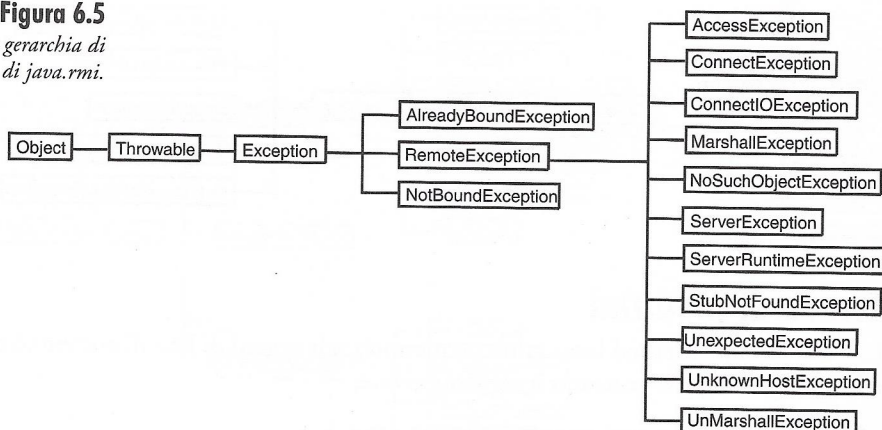 Figura 6.5
gerarchia di
di java.rmi.
Object
Throwable
Exception
AlreadyBoundException
RemoteException
NotBoundException
AccessException
ConnectException
ConnectIOException
MarshallException
NoSuchObjectException
ServerException
ServerRuntimeException
StubNotFoundException
UnexpectedException
UnknownHostException
UnMarshallException